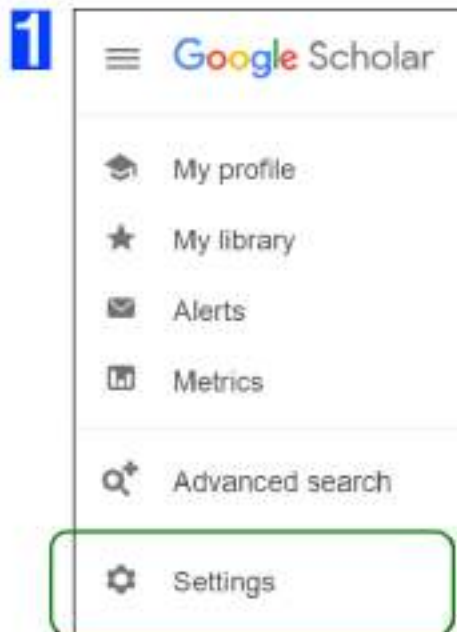 1
Google Scholar
My profile
My library
Alerts
Metrics
Advanced search
Settings